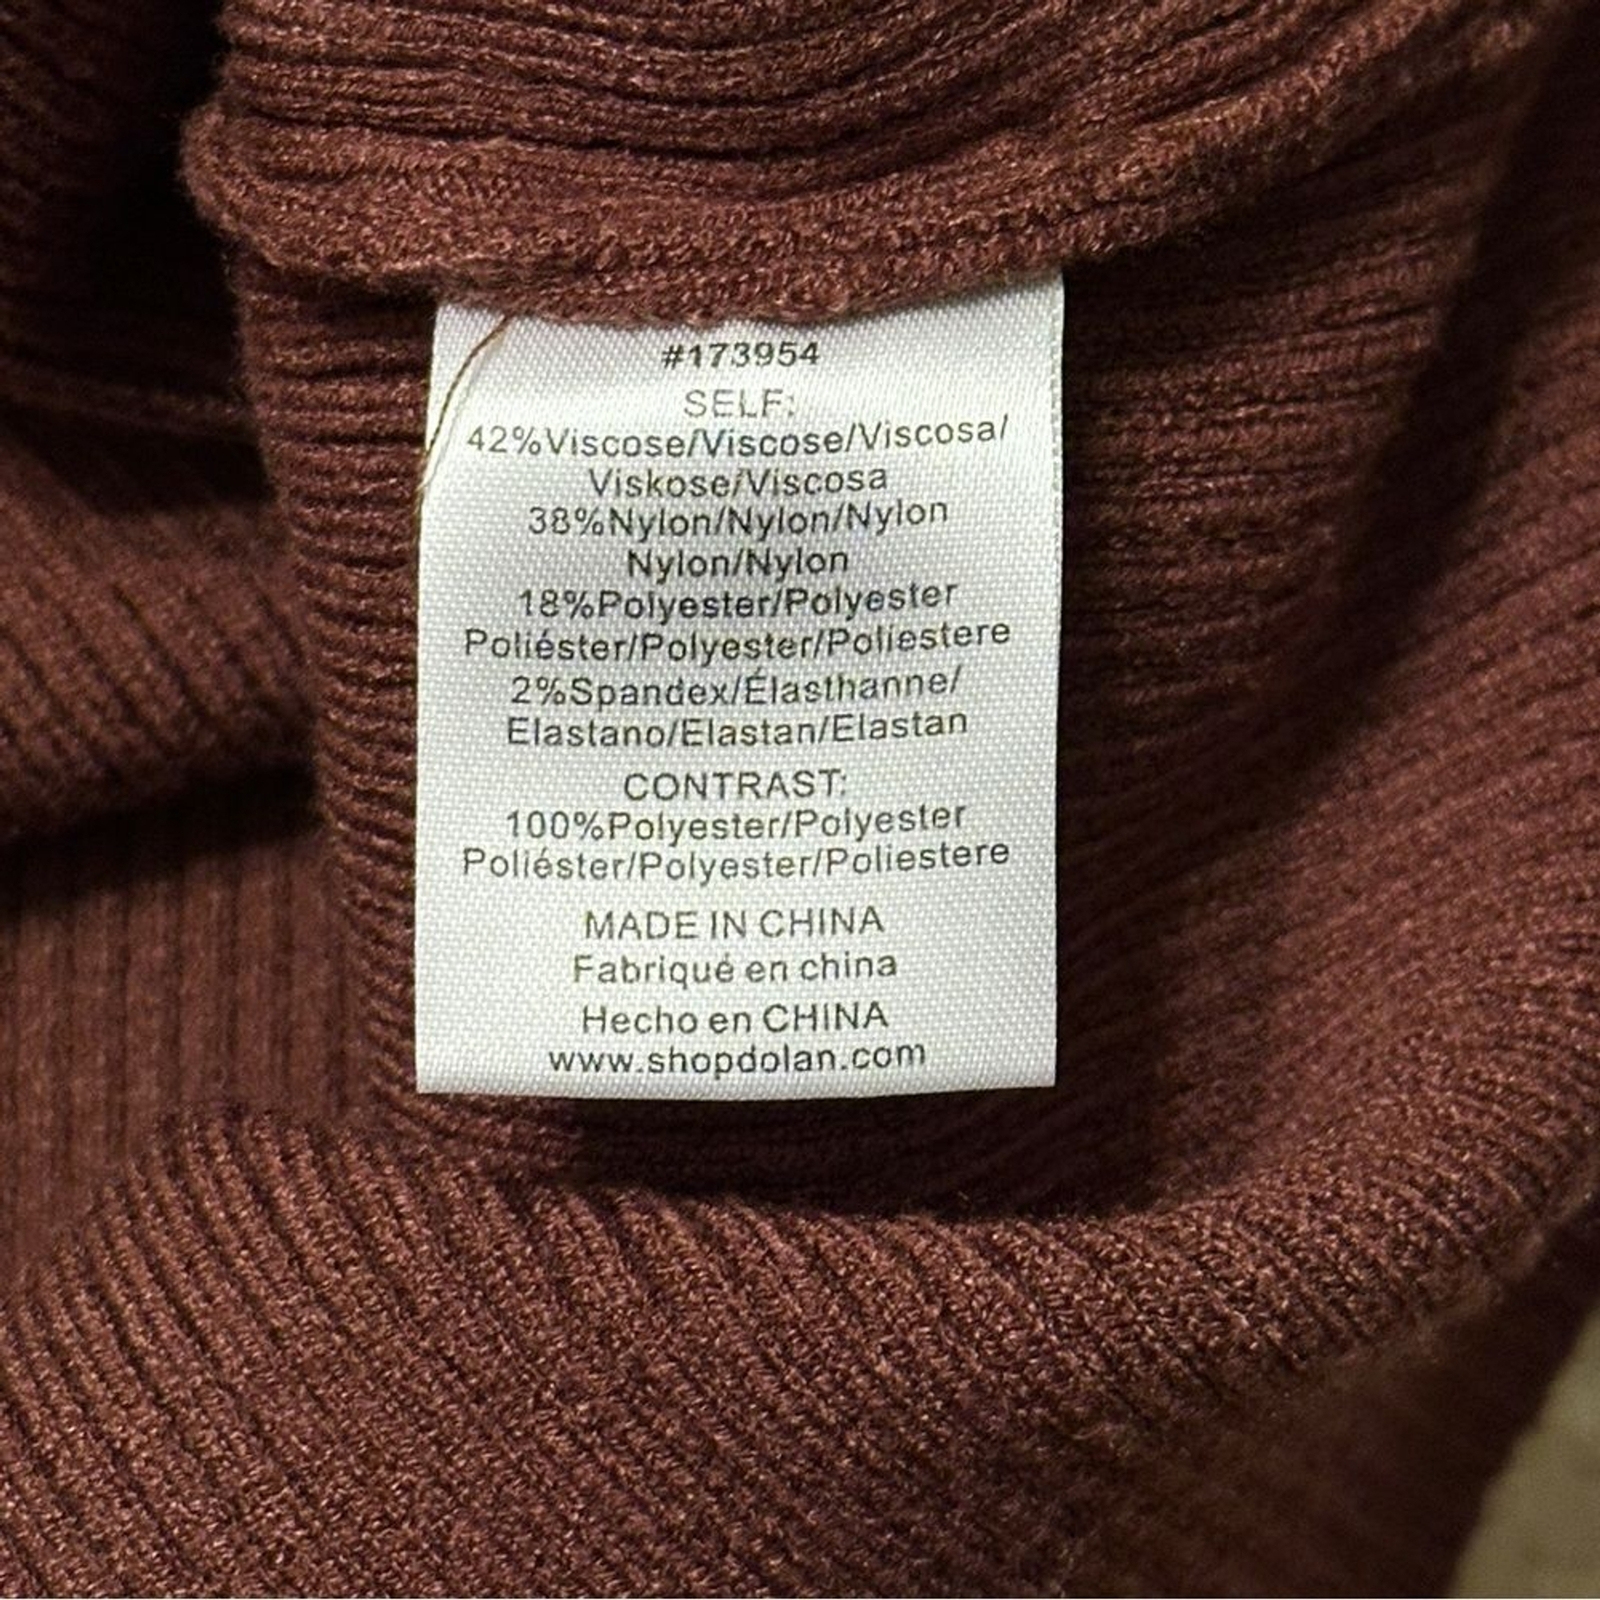 #173954
SELF:
42%Viscose/Viscose/Viscosa/
Viskose/Viscosa
38%Nylon/Nylon/Nylon
Nylon/Nylon
18%Polyester/Polyester
Poliéster/Polyester/Poliestere
2%Spandex/Élasthanne/
Elastano/Elastan/Elastan
CONTRAST:
100%Polyester/Polyester
Poliéster/Polyester/Poliestere
MADE IN CHINA
Fabriqué en china
Hecho en CHINA
www.shopdolan.com